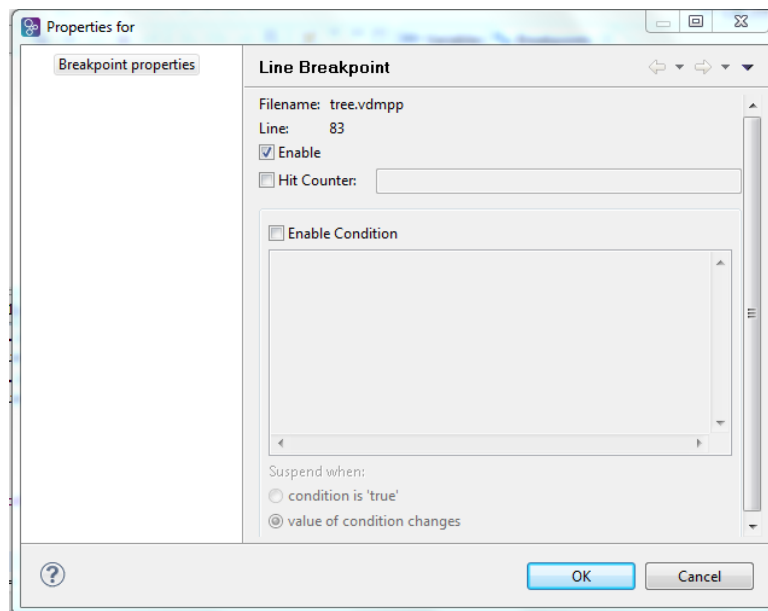 Properties for
Breakpoint properties
Line Breakpoint
Filename: tree.vdmpp
Line: 83
Enable
Hit Counter:
Enable Condition
Suspend when:
condition is 'true'
value of condition changes
OK
Cancel